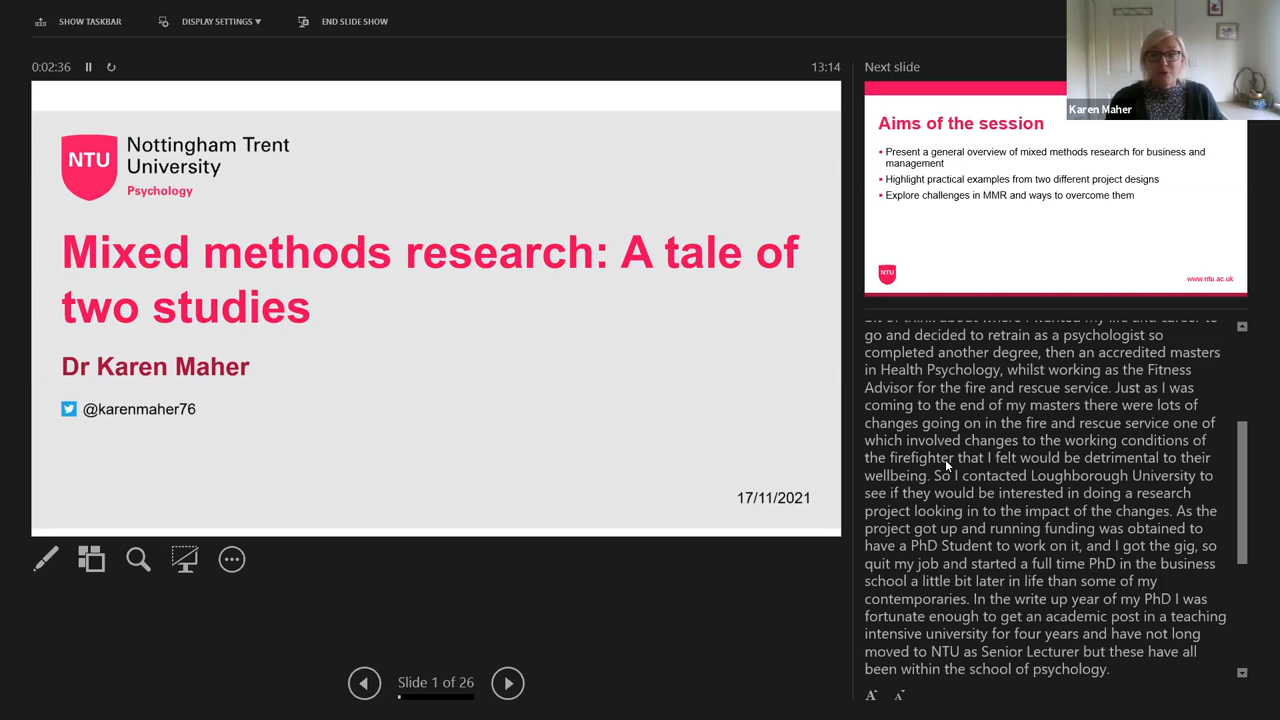 SHOW TASKBAR
DISPLAY SETTINGS ▼
END SLIDE SHOW
0:02:36
13:14
NTU
Nottingham Trent
University
Psychology
Mixed methods research: A tale of
two studies
Dr Karen Maher
@karenmaher76
17/11/2021
Slide 1 of 26
Next slide
Karen Maher
Aims of the session
▪ Present a general overview of mixed methods research for business and
management
▪ Highlight practical examples from two different project designs
▪ Explore challenges in MMR and ways to overcome them
NTU
www.ntu.ac.uk
bit of think about where I wanted my life and career to
go and decided to retrain as a psychologist so
completed another degree, then an accredited masters
in Health Psychology, whilst working as the Fitness
Advisor for the fire and rescue service. Just as I was
coming to the end of my masters there were lots of
changes going on in the fire and rescue service one of
which involved changes to the working conditions of
the firefighter that I felt would be detrimental to their
wellbeing. So I contacted Loughborough University to
see if they would be interested in doing a research
project looking in to the impact of the changes. As the
project got up and running funding was obtained to
have a PhD Student to work on it, and I got the gig, so
quit my job and started a full time PhD in the business
school a little bit later in life than some of my
contemporaries. In the write up year of my PhD I was
fortunate enough to get an academic post in a teaching
intensive university for four years and have not long
moved to NTU as Senior Lecturer but these have all
been within the school of psychology.
A A